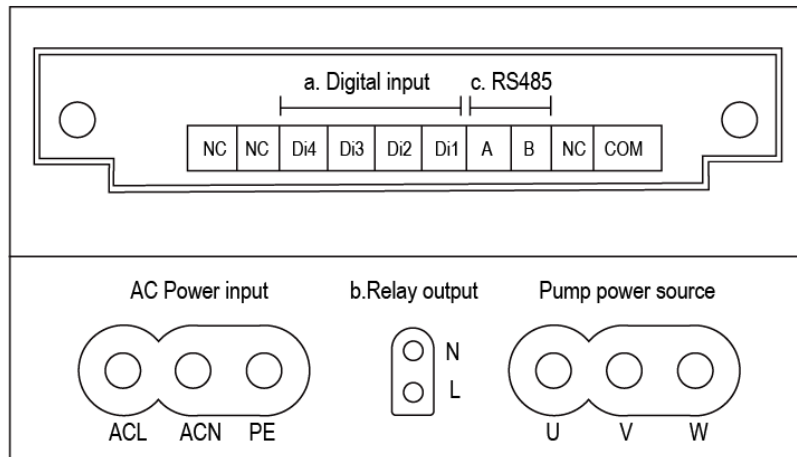 a. Digital input c. RS485
NC NC Di4 Di3 Di2 Di1 A B NC COM
AC Power input b.Relay output Pump power source
N
L
ACL ACN PE U V W